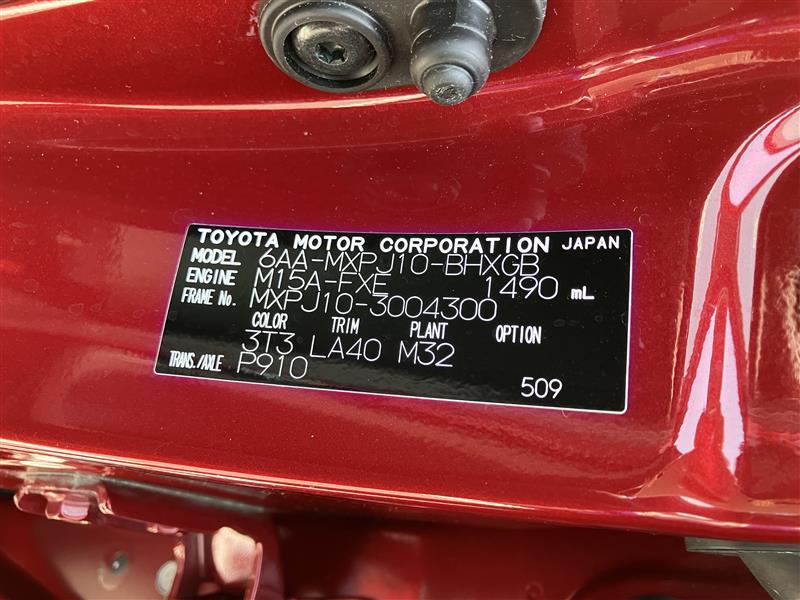 TOYOTA MOTOR CORPORATION JAPAN
MODEL 6AA-MXPJ10-BHXGB
ENGINE M15A-FXE 1490 mL
FRAME No. MXPJ10-3004300
COLOR TRIM PLANT OPTION
3T3 LA40 M32
TRANS./AXLE P910
509